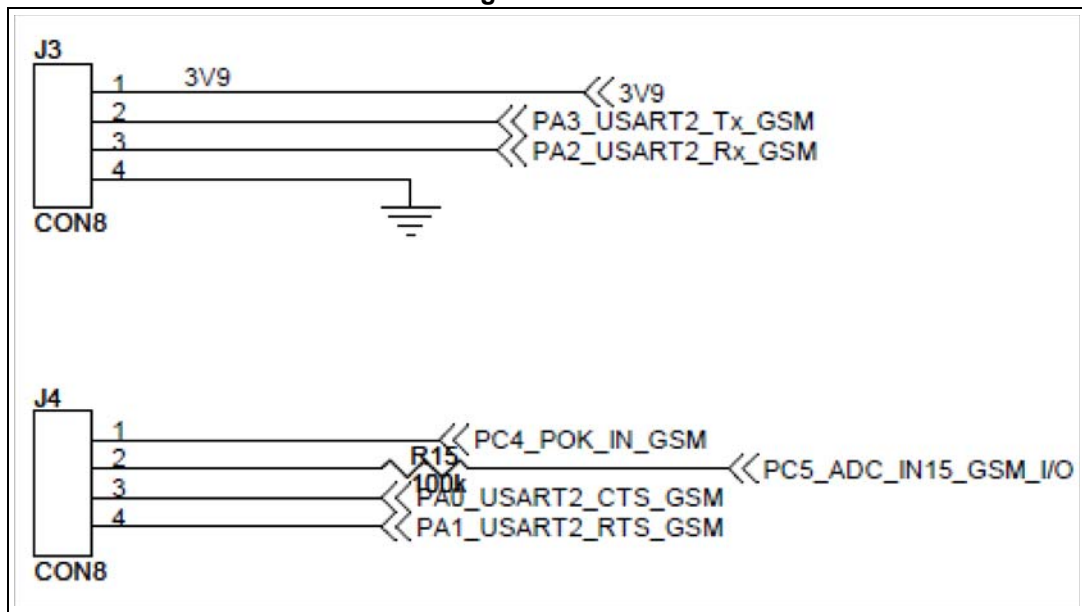 J3
1 3V9 3V9
2 PA3_USART2_Tx_GSM
3 PA2_USART2_Rx_GSM
4
CON8
J4
1 PC4_POK_IN_GSM
2 R15 PC5_ADC_IN15_GSM_I/O
100k
3 PA0_USART2_CTS_GSM
4 PA1_USART2_RTS_GSM
CON8